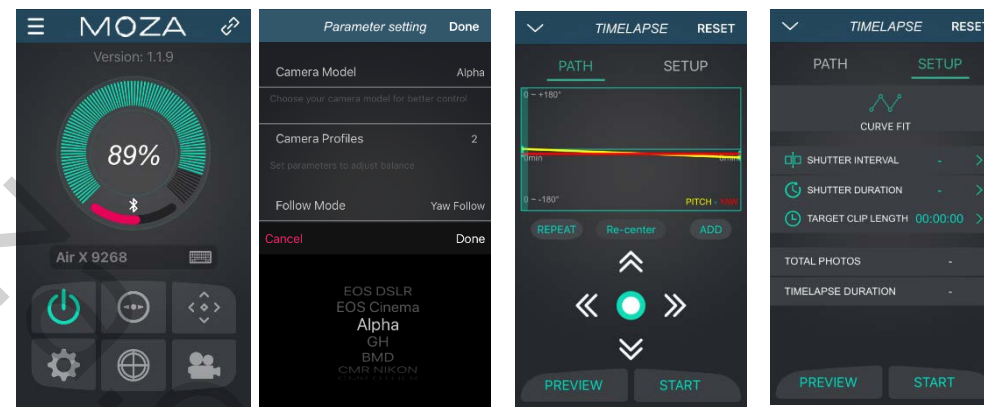 MOZA
Version: 1.1.9
89%
Air X 9268
Parameter setting Done
Camera Model Alpha
Choose your camera model for better control
Camera Profiles 2
Set parameters to adjust balance
Follow Mode Yaw Follow
Cancel Done
EOS DSLR
EOS Cinema
Alpha
GH
BMD
CMR NIKON
TIMELAPSE RESET
PATH SETUP
0 ~ +180°
0min 0min
0 ~ -180° PITCH - YAW
REPEAT Re-center ADD
PREVIEW START
TIMELAPSE RESET
PATH SETUP
CURVE FIT
SHUTTER INTERVAL -
SHUTTER DURATION -
TARGET CLIP LENGTH 00:00:00
TOTAL PHOTOS -
TIMELAPSE DURATION -
PREVIEW START